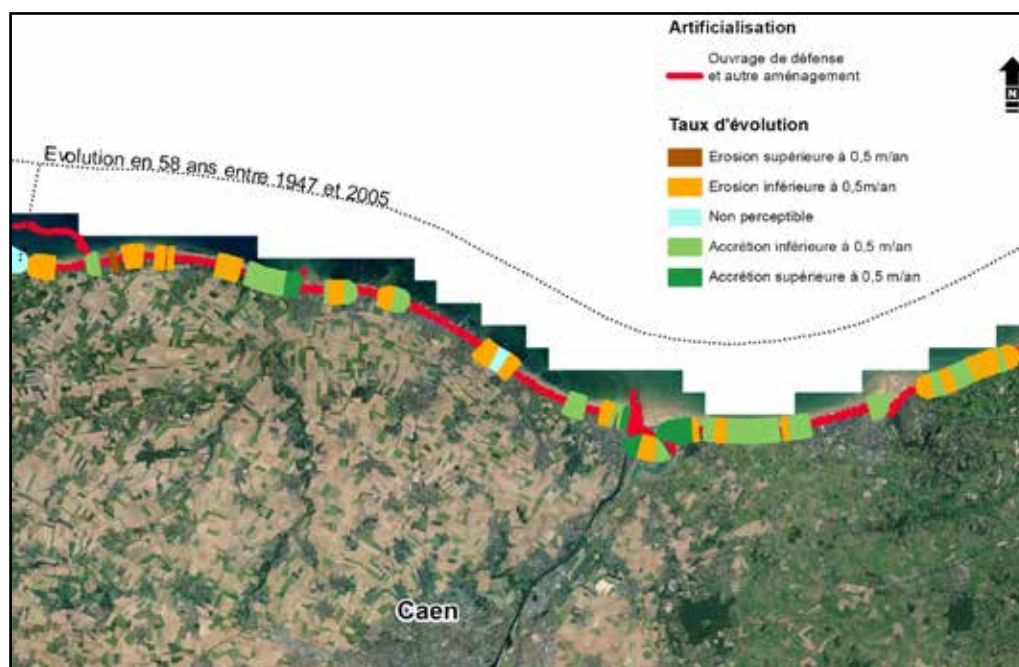 Artificialisation
Ouvrage de défense
et autre aménagement
N
Taux d'évolution
Erosion supérieure à 0,5 m/an
Erosion inférieure à 0,5m/an
Non perceptible
Accrétion inférieure à 0,5 m/an
Accrétion supérieure à 0,5 m/an
Evolution en 58 ans entre 1947 et 2005
Caen